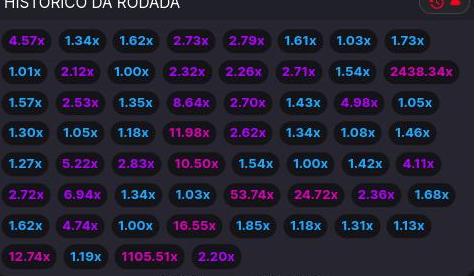 HISTÓRICO DA RODADA
4.57x 1.34x 1.62x 2.73x 2.79x 1.61x 1.03x 1.73x
1.01x 2.12x 1.00x 2.32x 2.26x 2.71x 1.54x 2438.34x
1.57x 2.53x 1.35x 8.64x 2.70x 1.43x 4.98x 1.05x
1.30x 1.05x 1.18x 11.98x 2.62x 1.34x 1.08x 1.46x
1.27x 5.22x 2.83x 10.50x 1.54x 1.00x 1.42x 4.11x
2.72x 6.94x 1.34x 1.03x 53.74x 24.72x 2.36x 1.68x
1.62x 4.74x 1.00x 16.55x 1.85x 1.18x 1.31x 1.13x
12.74x 1.19x 1105.51x 2.20x